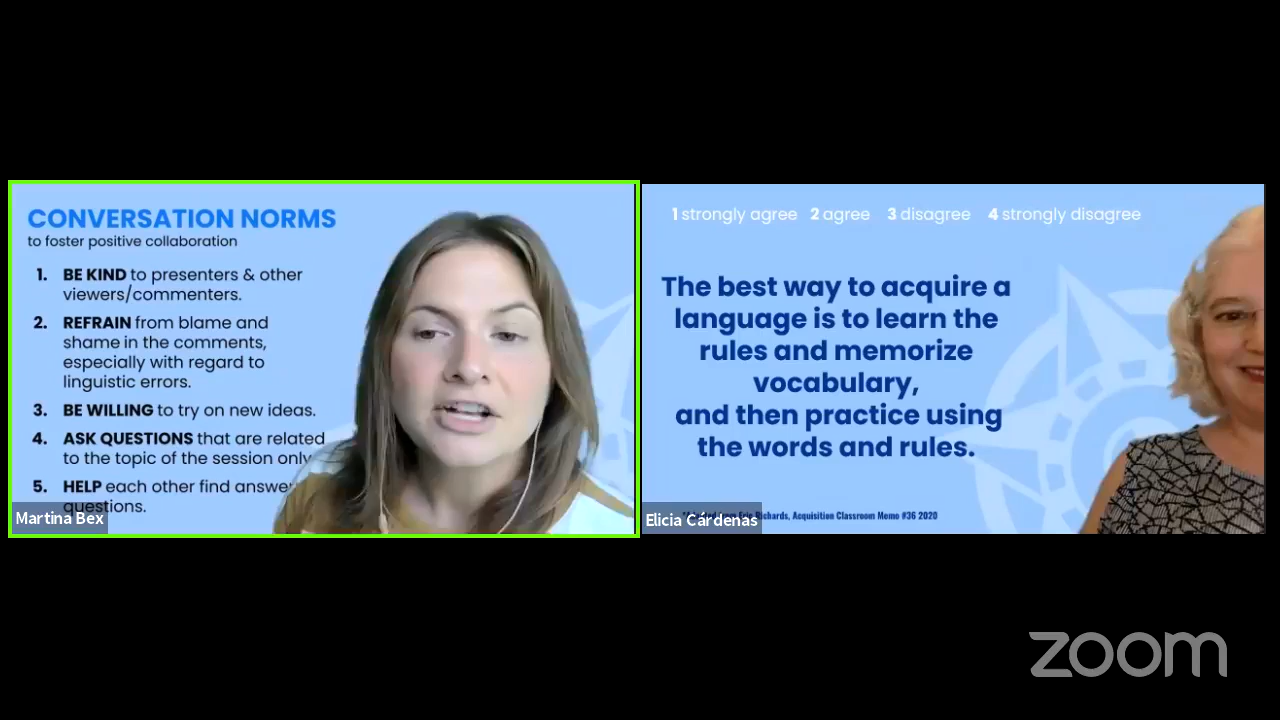 CONVERSATION NORMS
to foster positive collaboration
1. BE KIND to presenters & other
viewers/commenters.
2. REFRAIN from blame and
shame in the comments,
especially with regard to
linguistic errors.
3. BE WILLING to try on new ideas.
4. ASK QUESTIONS that are related
to the topic of the session only
5. HELP each other find
questions.
Martina Bex
1 strongly agree 2 agree 3 disagree 4 strongly disagree
The best way to acquire a
language is to learn the
rules and memorize
vocabulary,
and then practice using
the words and rules.
Richards, Acquisition Classroom Memo #36 2020
Elicia Cárdenas
zoom